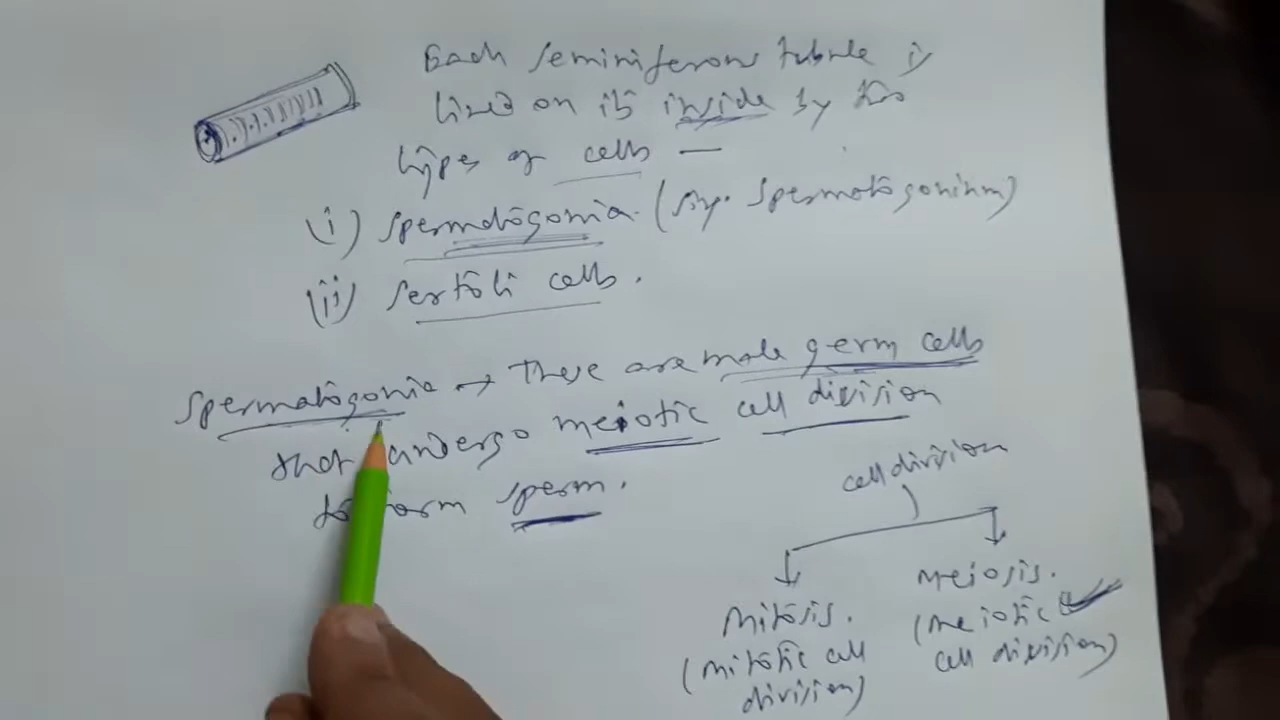 Each seminiferous tubule is
lined on its inside by two
types of cells —
(i) spermatogonia. (sing. spermatogonium)
(ii) sertoli cells.
Spermatogonia → These are male germ cells
that undergo meiotic cell division
to form sperm.
cell division
Mitosis.
(mitotic cell
division)
Meiosis.
(meiotic
cell division)